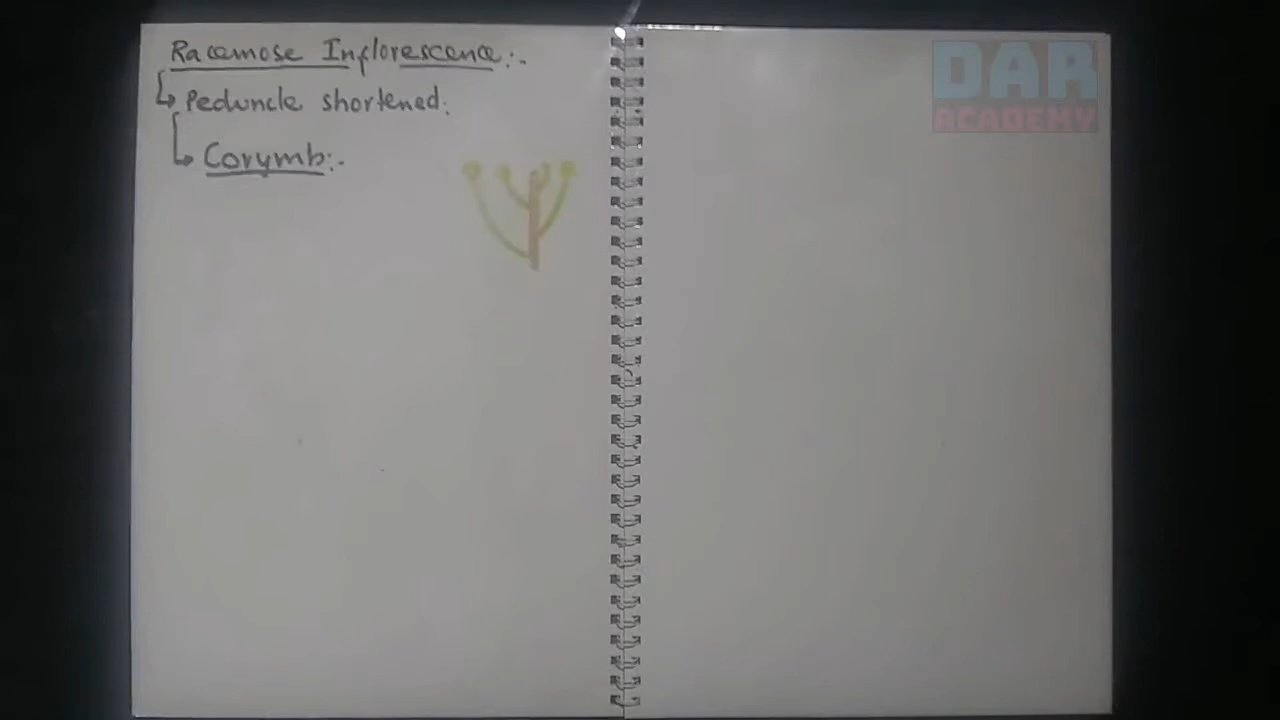 Racemose Inflorescence:.
Peduncle shortened:
Corymb:.
DAR
ACADEMY